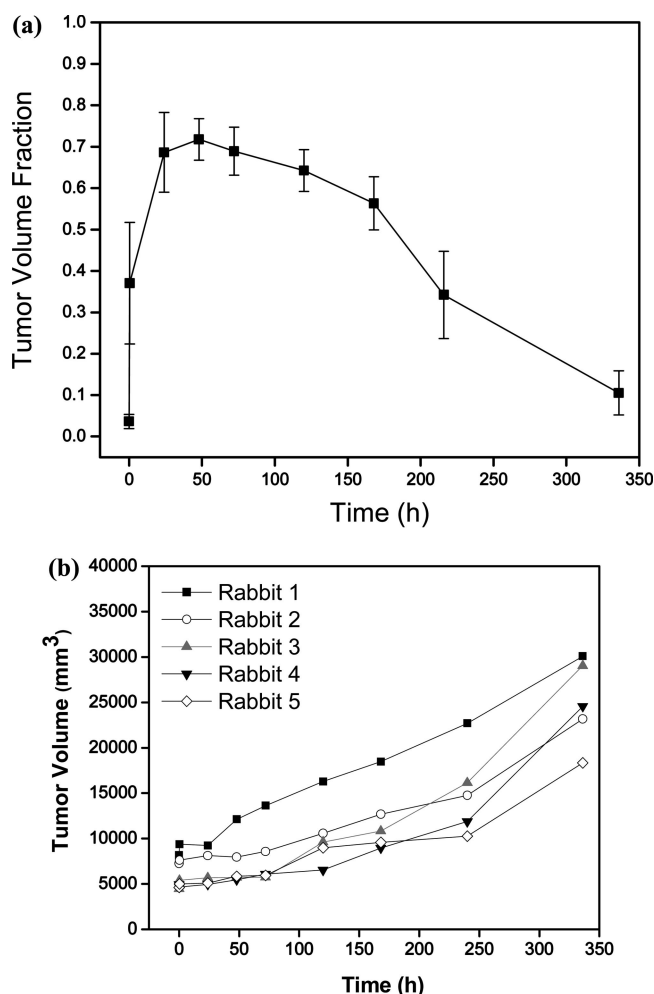 (a)
1.0
0.9
0.8
0.7
0.6
0.5
0.4
0.3
0.2
0.1
0.0
Tumor Volume Fraction
0 50 100 150 200 250 300 350
Time (h)
(b)
40000
35000
30000
25000
20000
15000
10000
5000
0
Tumor Volume (mm³)
Rabbit 1
Rabbit 2
Rabbit 3
Rabbit 4
Rabbit 5
0 50 100 150 200 250 300 350
Time (h)